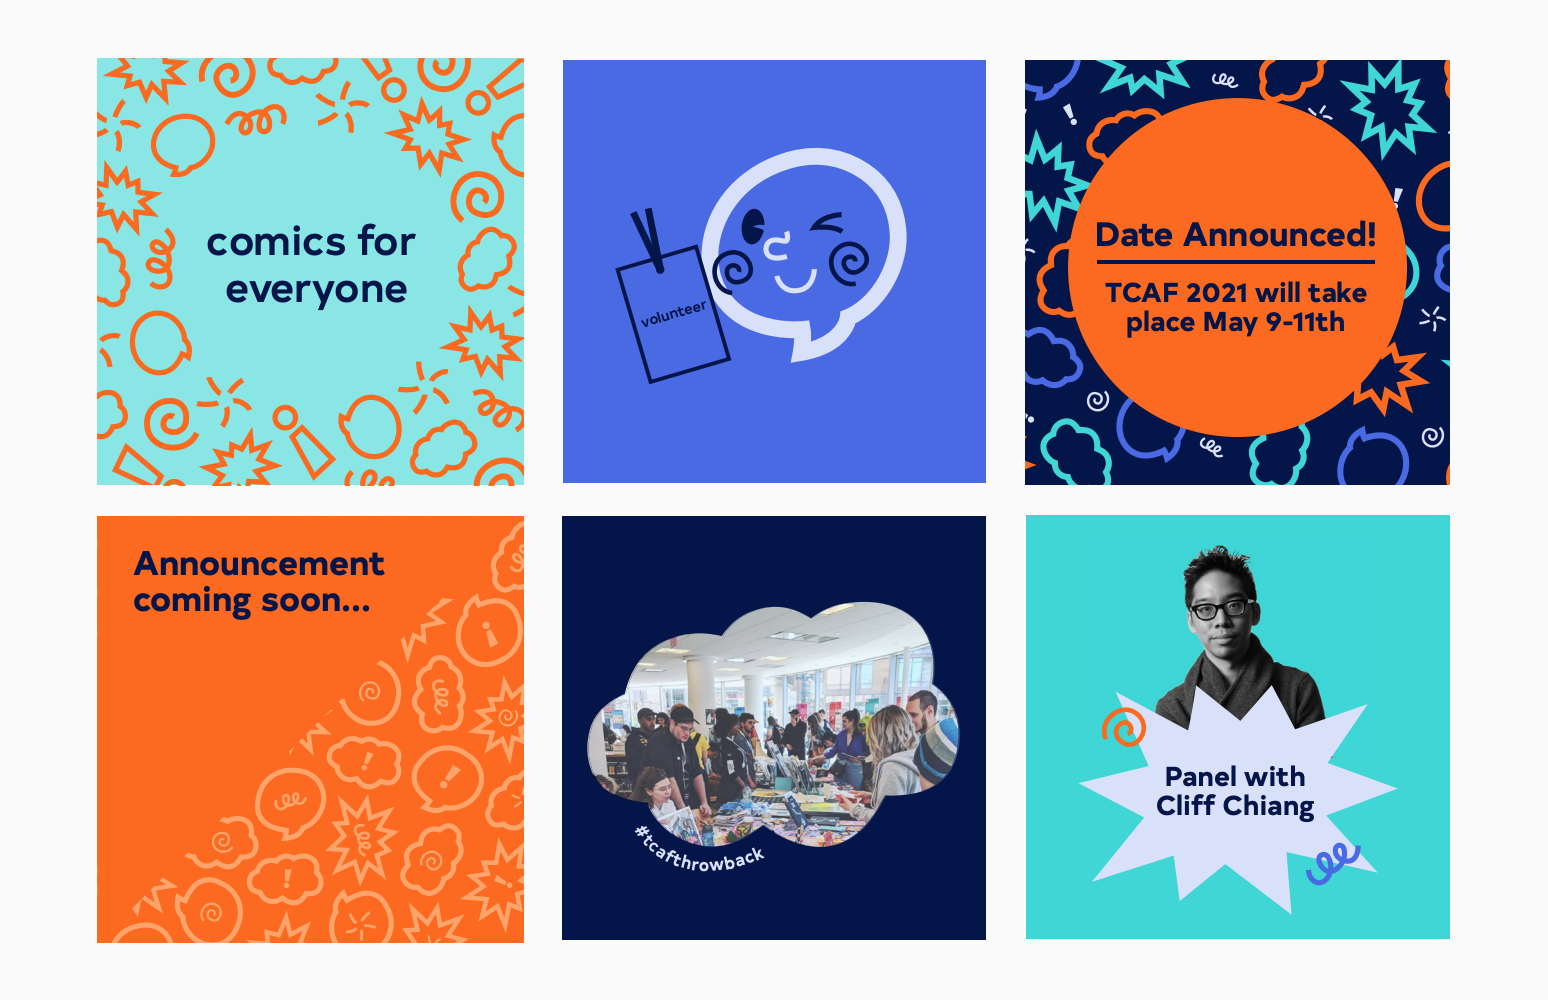 comics for
everyone
volunteer
Date Announced!
TCAF 2021 will take
place May 9-11th
Announcement
coming soon...
#tcafthrowback
Panel with
Cliff Chiang